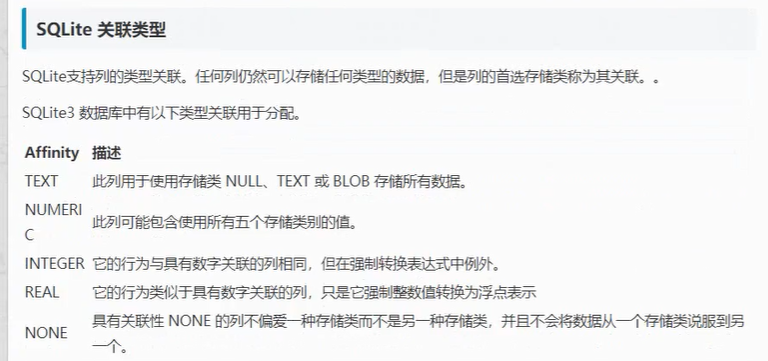 SQLite 关联类型
SQLite支持列的类型关联。任何列仍然可以存储任何类型的数据，但是列的首选存储类称为其关联。。
SQLite3 数据库中有以下类型关联用于分配。
Affinity 描述
TEXT 此列用于使用存储类 NULL、TEXT 或 BLOB 存储所有数据。
NUMERI
C 此列可能包含使用所有五个存储类别的值。
INTEGER 它的行为与具有数字关联的列相同，但在强制转换表达式中例外。
REAL 它的行为类似于具有数字关联的列，只是它强制整数值转换为浮点表示
NONE 具有关联性 NONE 的列不偏爱一种存储类而不是另一种存储类，并且不会将数据从一个存储类说服到另
一个。